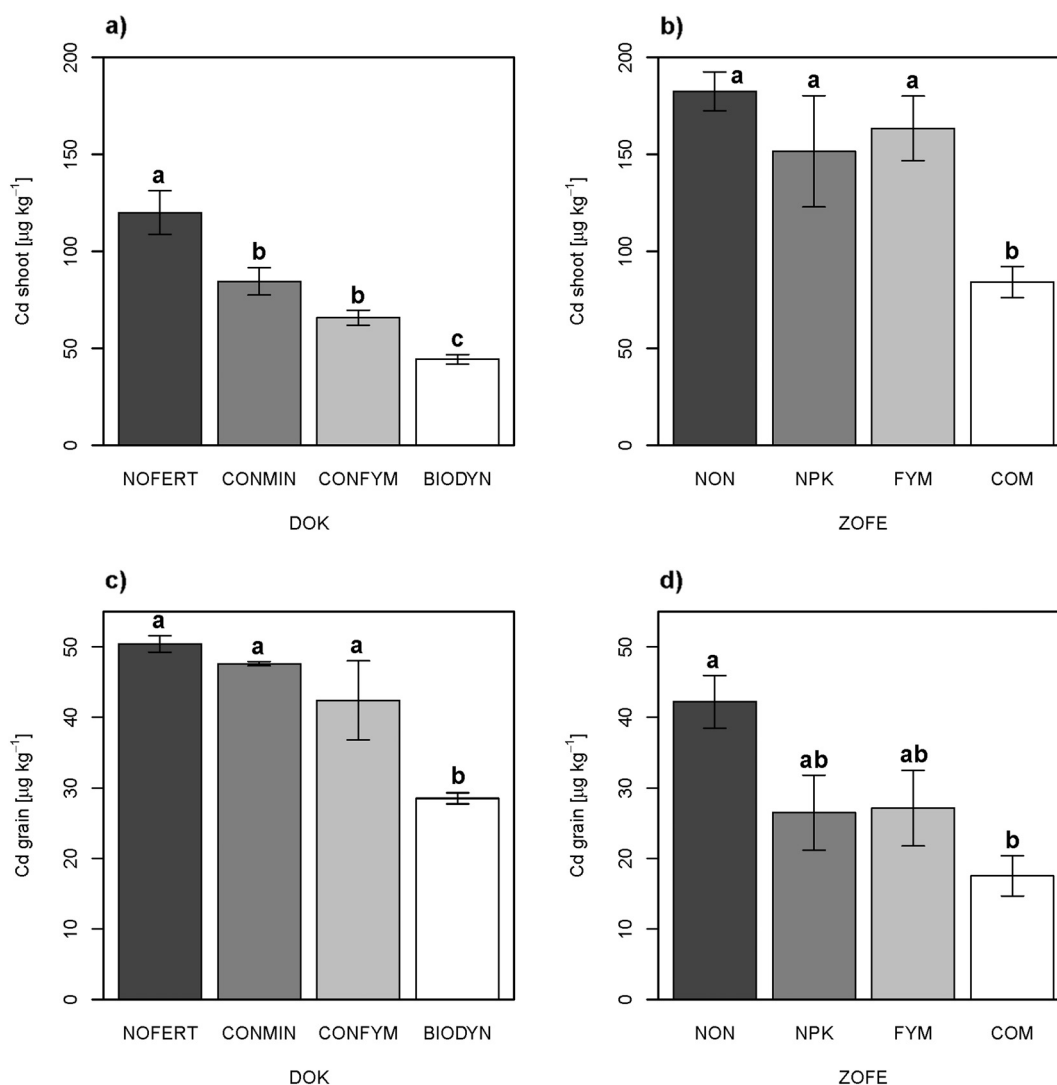 a)
Cd shoot [µg kg⁻¹]
200
150
100
50
0
a
b
b
c
NOFERT CONMIN CONFYM BIODYN
DOK
b)
Cd shoot [µg kg⁻¹]
200
150
100
50
0
a
a
a
b
NON NPK FYM COM
ZOFE
c)
Cd grain [µg kg⁻¹]
50
40
30
20
10
0
a
a
a
b
NOFERT CONMIN CONFYM BIODYN
DOK
d)
Cd grain [µg kg⁻¹]
50
40
30
20
10
0
a
ab
ab
b
NON NPK FYM COM
ZOFE